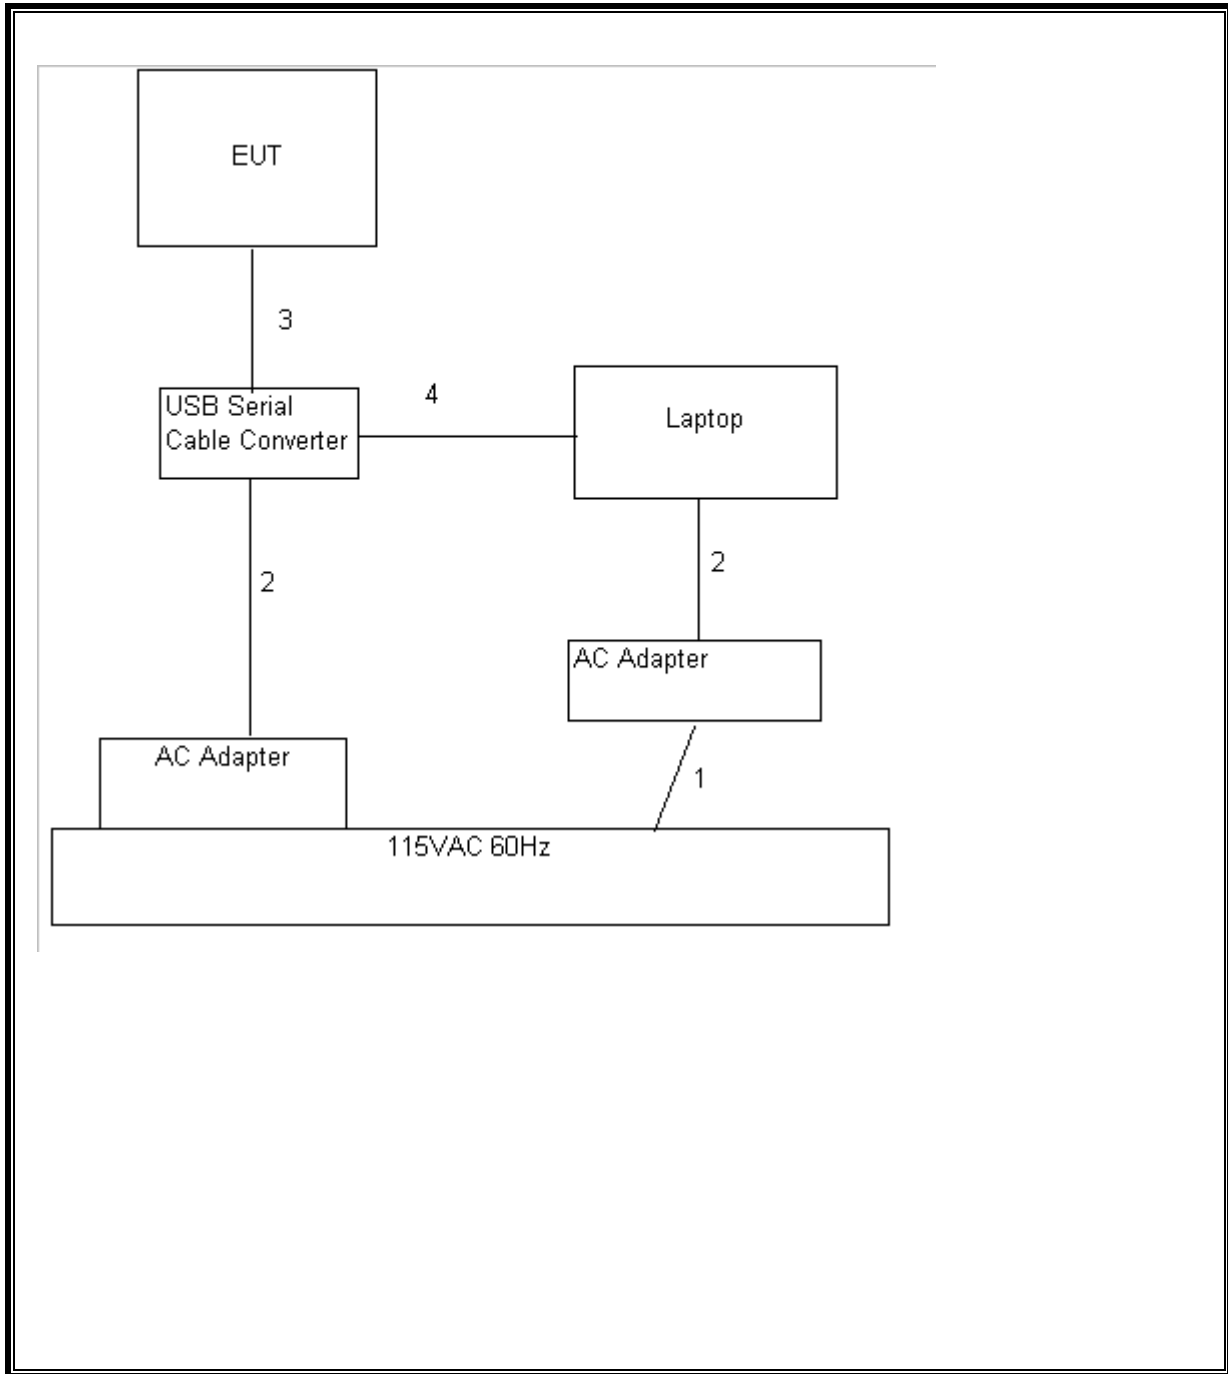 EUT
3
USB Serial
Cable Converter
4
Laptop
2
2
AC Adapter
AC Adapter
1
115VAC 60Hz